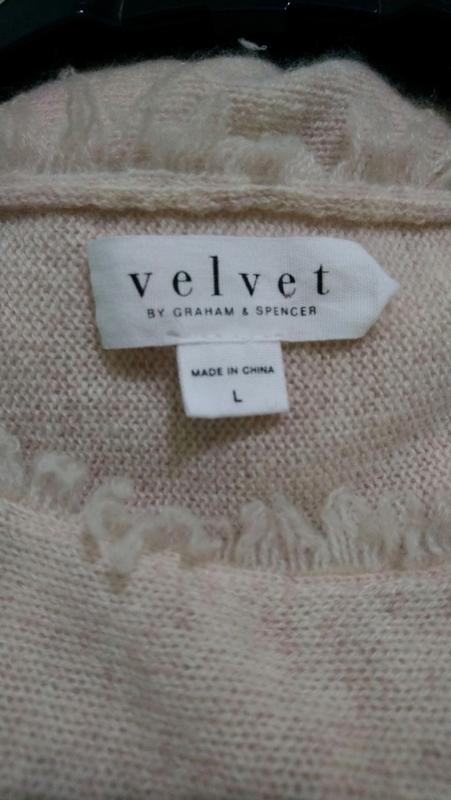 velvet
BY GRAHAM & SPENCER
MADE IN CHINA
L